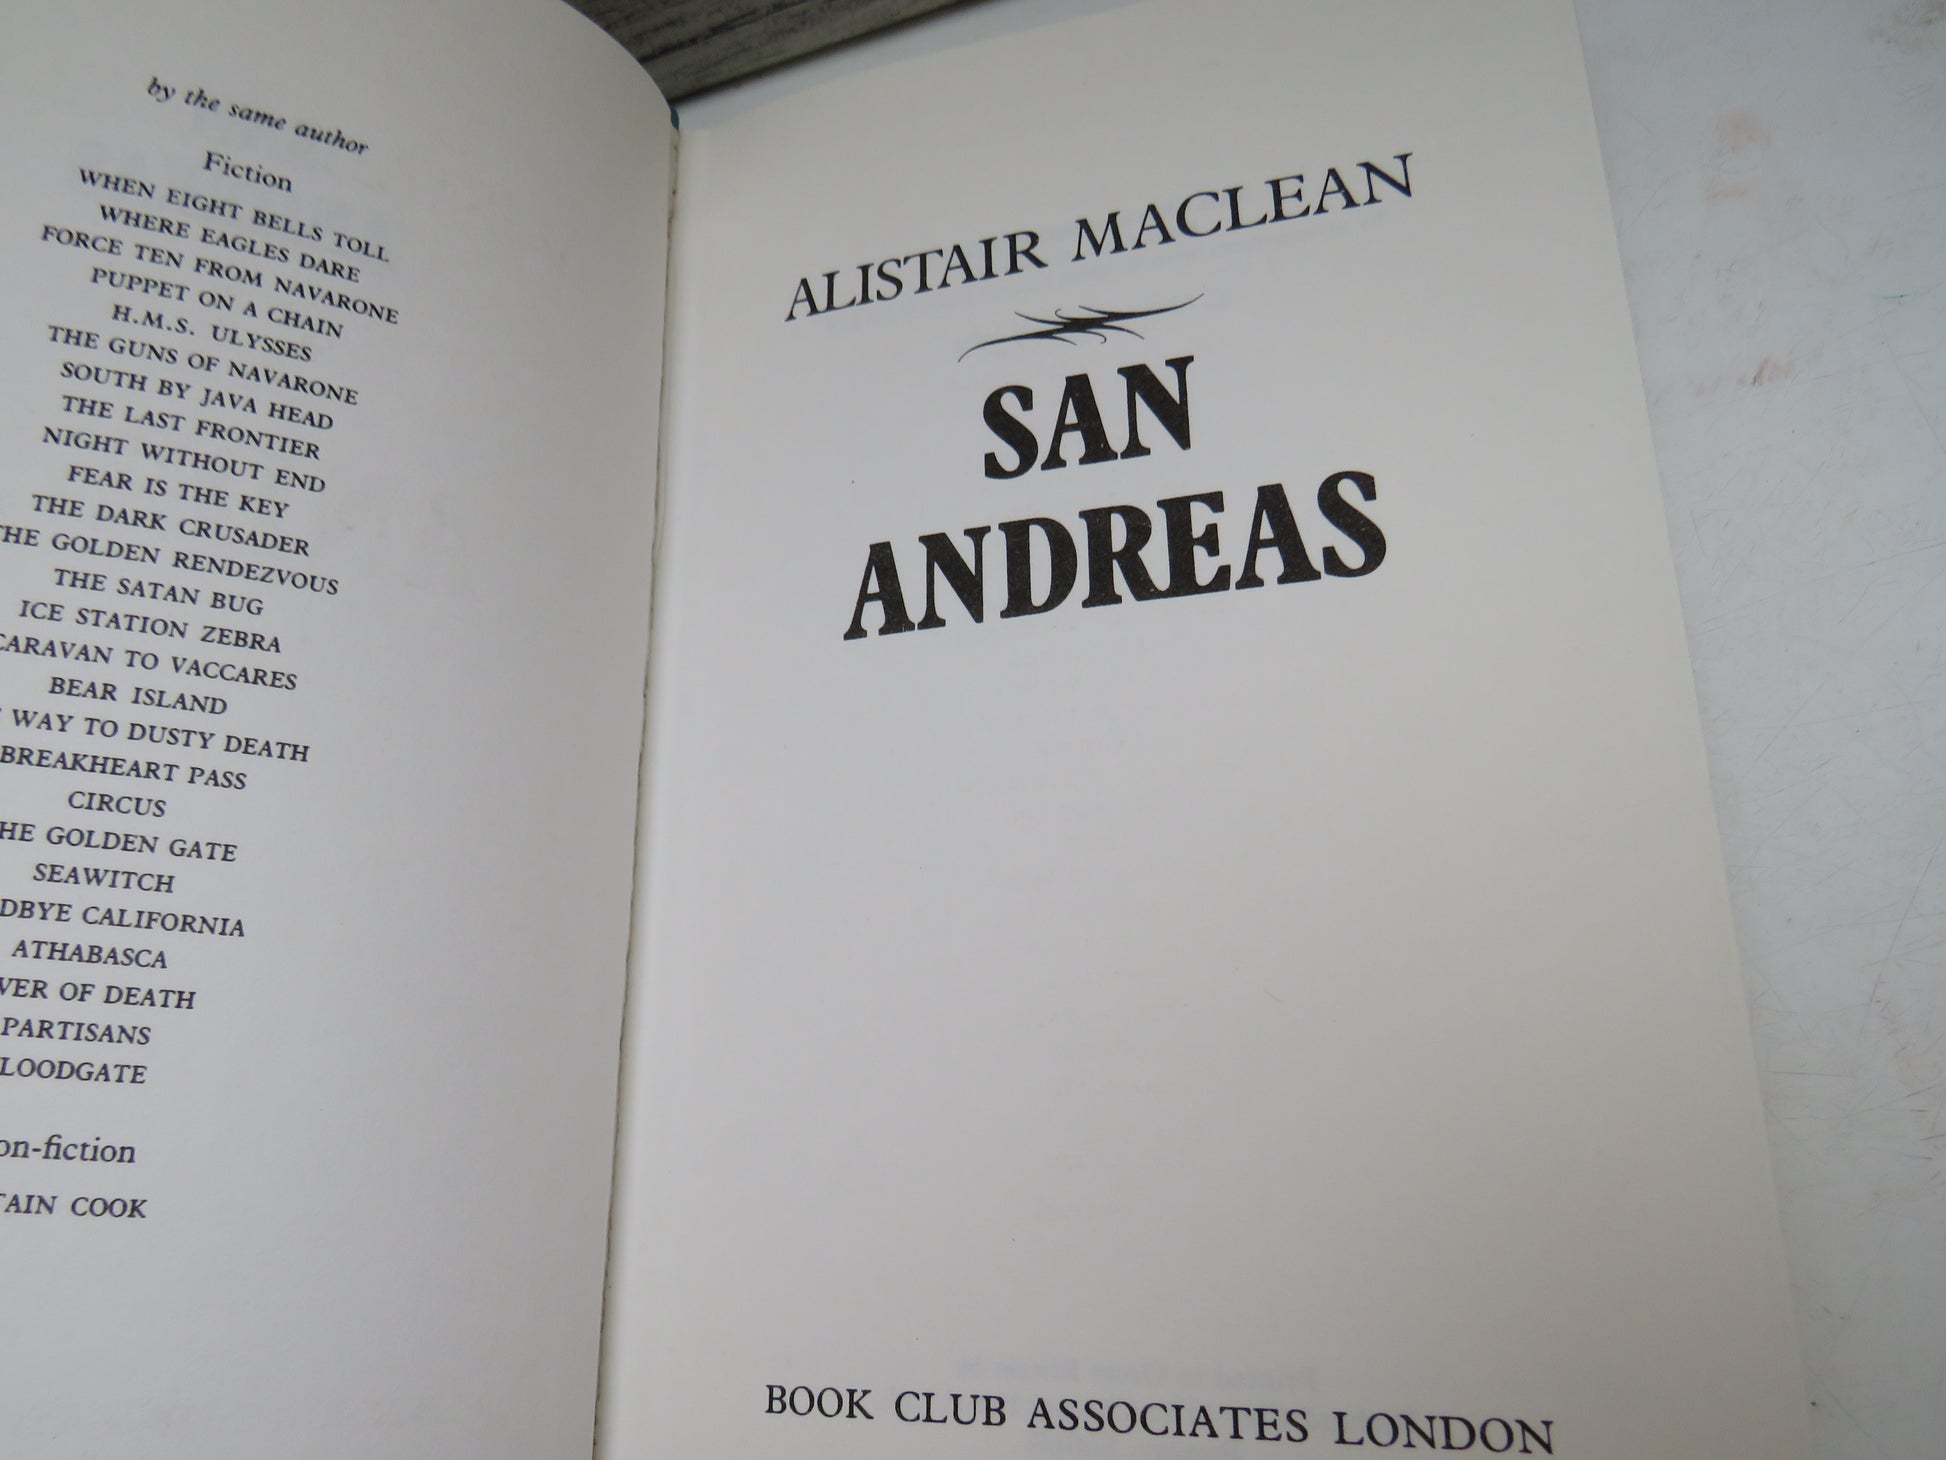 by the same author
Fiction
WHEN EIGHT BELLS TOLL
WHERE EAGLES DARE
FORCE TEN FROM NAVARONE
PUPPET ON A CHAIN
H.M.S. ULYSSES
THE GUNS OF NAVARONE
SOUTH BY JAVA HEAD
THE LAST FRONTIER
NIGHT WITHOUT END
FEAR IS THE KEY
THE DARK CRUSADER
THE GOLDEN RENDEZVOUS
THE SATAN BUG
ICE STATION ZEBRA
CARAVAN TO VACCARES
BEAR ISLAND
WAY TO DUSTY DEATH
BREAKHEART PASS
CIRCUS
HE GOLDEN GATE
SEAWITCH
DBYE CALIFORNIA
ATHABASCA
VER OF DEATH
PARTISANS
LOODGATE
on-fiction
TAIN COOK
ALISTAIR MACLEAN
SAN
ANDREAS
BOOK CLUB ASSOCIATES LONDON